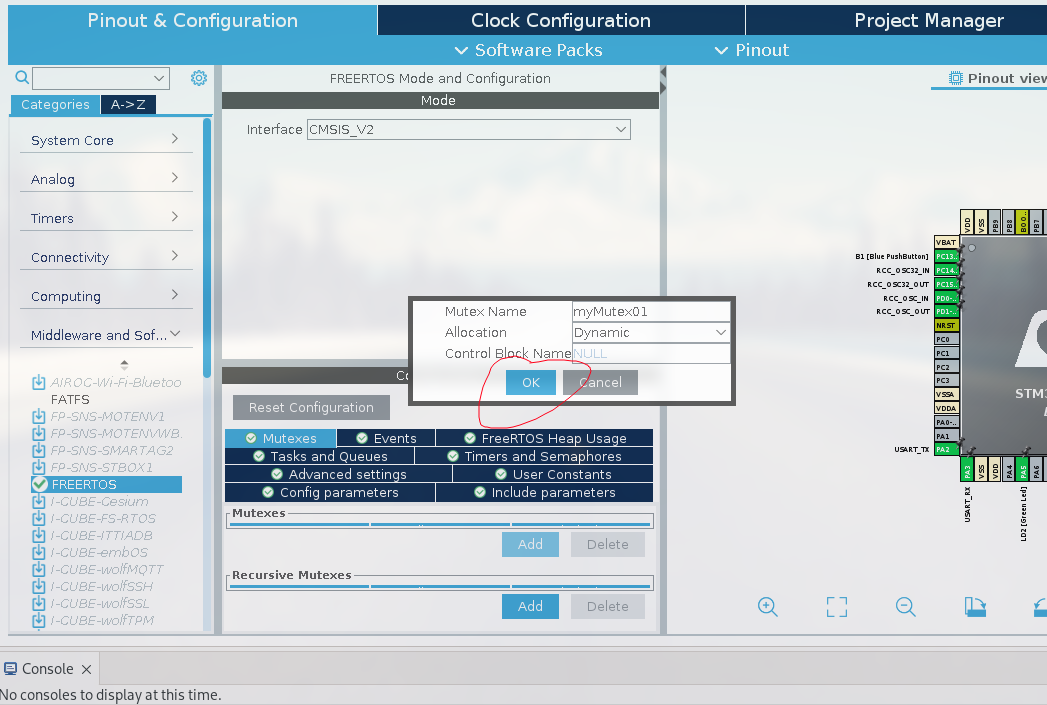 Pinout & Configuration
Clock Configuration
Project Manager
Software Packs
Pinout
FREERTOS Mode and Configuration
Pinout view
Categories
A->Z
Mode
Interface CMSIS_V2
System Core
Analog
Timers
Connectivity
Computing
Middleware and Sof...
AIROC-Wi-Fi-Bluetoo
FATFS
FP-SNS-MOTENV1
FP-SNS-MOTENVWB.
FP-SNS-SMARTAG2
FP-SNS-STBOX1
FREERTOS
I-CUBE-Cesium
I-CUBE-FS-RTOS
I-CUBE-ITTIADB
I-CUBE-embOS
I-CUBE-wolfMQTT
I-CUBE-wolfSSH
I-CUBE-wolfSSL
I-CUBE-wolfTPM
Mutex Name myMutex01
Allocation Dynamic
Control Block Name NULL
OK Cancel
Reset Configuration
Mutexes Events FreeRTOS Heap Usage
Tasks and Queues Timers and Semaphores
Advanced settings User Constants
Config parameters Include parameters
Mutexes
Add Delete
Recursive Mutexes
Add Delete
VDD VSS PB9 PB8 BOO.. PB7
VBAT
B1 [Blue PushButton] PC13..
RCC_OSC32_IN PC14..
RCC_OSC32_OUT PC15..
RCC_OSC_IN PD0-..
RCC_OSC_OUT PD1-..
NRST
PC0
PC1
PC2
PC3
VSSA
VDDA
PA0-..
PA1
USART_TX PA2
PA3 VSS VDD PA4 PA5 PA6
USART_RX
LD2 [Green Led]
Console
No consoles to display at this time.